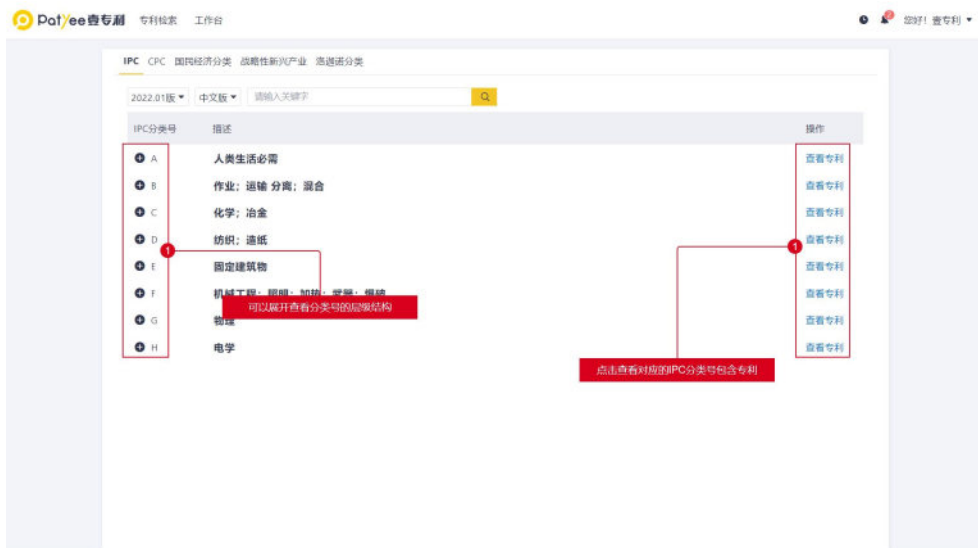 Patyee壹专利 专利检索 工作台 2 您好！壹专利
IPC CPC 国民经济分类 战略性新兴产业 洛迦诺分类
2022.01版 中文版 请输入关键字
IPC分类号 描述 操作
A 人类生活必需 查看专利
B 作业；运输 分离；混合 查看专利
C 化学；冶金 查看专利
D 纺织；造纸 查看专利
1 1
E 固定建筑物 查看专利
F 机械工程；照明；加热；武器；爆破 查看专利
可以展开查看分类号的层级结构
G 物理 查看专利
H 电学 查看专利
点击查看对应的IPC分类号包含专利